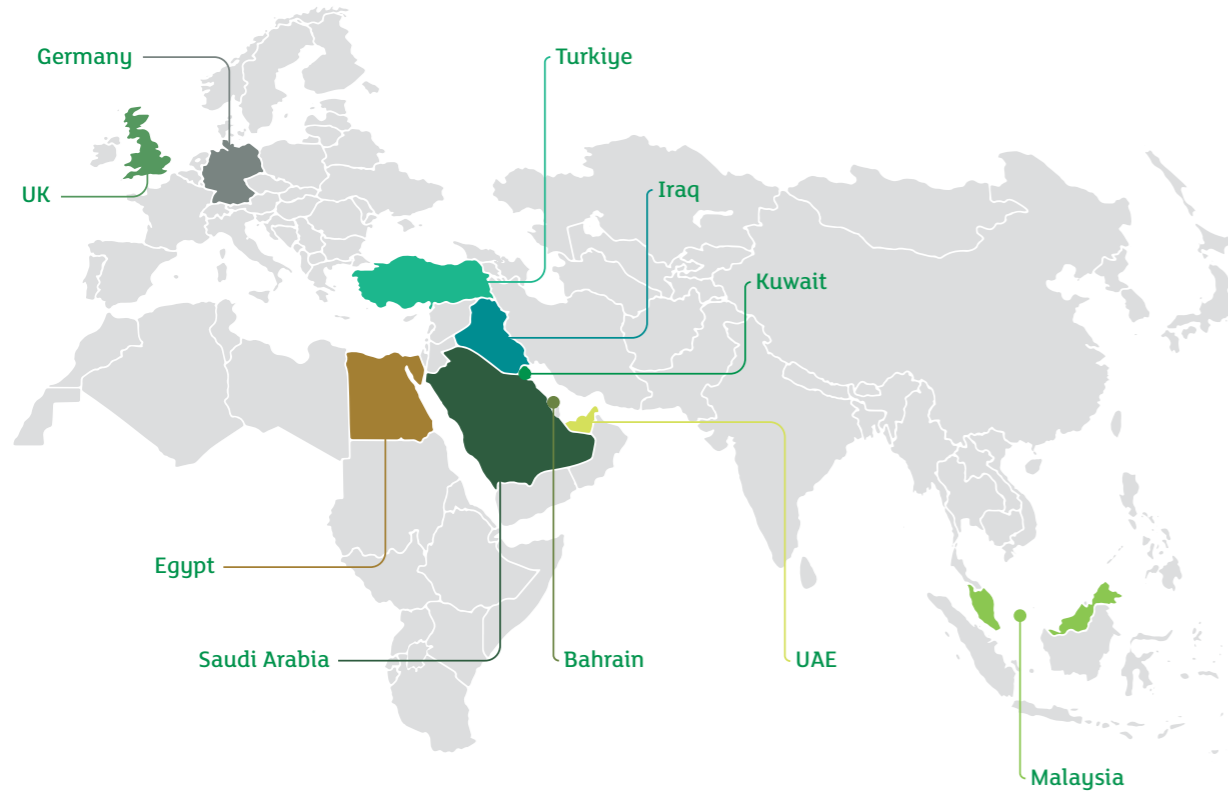 Germany
Turkiye
UK
Iraq
Kuwait
Egypt
Saudi Arabia
Bahrain
UAE
Malaysia